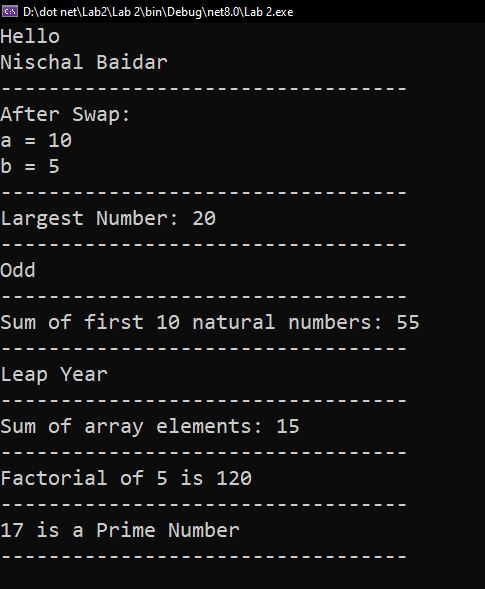 D:\dot net\Lab2\Lab 2\bin\Debug\net8.0\Lab 2.exe
Hello
Nischal Baidar
----------------------------------
After Swap:
a = 10
b = 5
----------------------------------
Largest Number: 20
----------------------------------
Odd
----------------------------------
Sum of first 10 natural numbers: 55
----------------------------------
Leap Year
----------------------------------
Sum of array elements: 15
----------------------------------
Factorial of 5 is 120
----------------------------------
17 is a Prime Number
----------------------------------